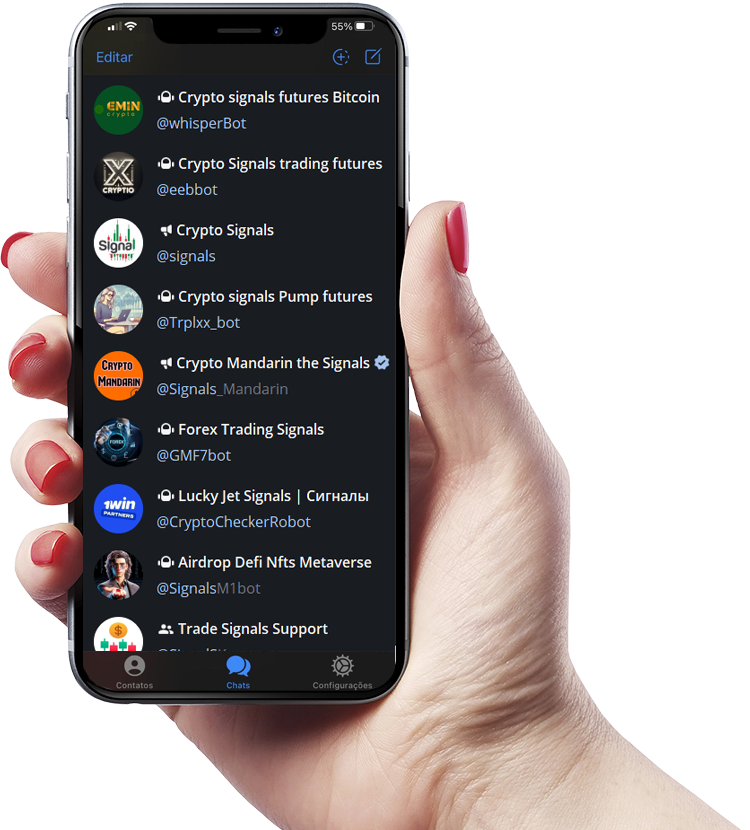 55%
Editar
EMIN
crypto
Crypto signals futures Bitcoin
@whisperBot
CRYPTIO
Crypto Signals trading futures
@eebbot
Signal
Crypto Signals
@signals
Crypto signals Pump futures
@Trplxx_bot
CRYPTO
MANDARIN
Crypto Mandarin the Signals
@Signals_Mandarin
FOREX
Forex Trading Signals
@GMF7bot
1win
PARTNERS
Lucky Jet Signals | Сигналы
@CryptoCheckerRobot
Airdrop Defi Nfts Metaverse
@SignalsM1bot
Trade Signals Support
Contatos
Chats
Configurações